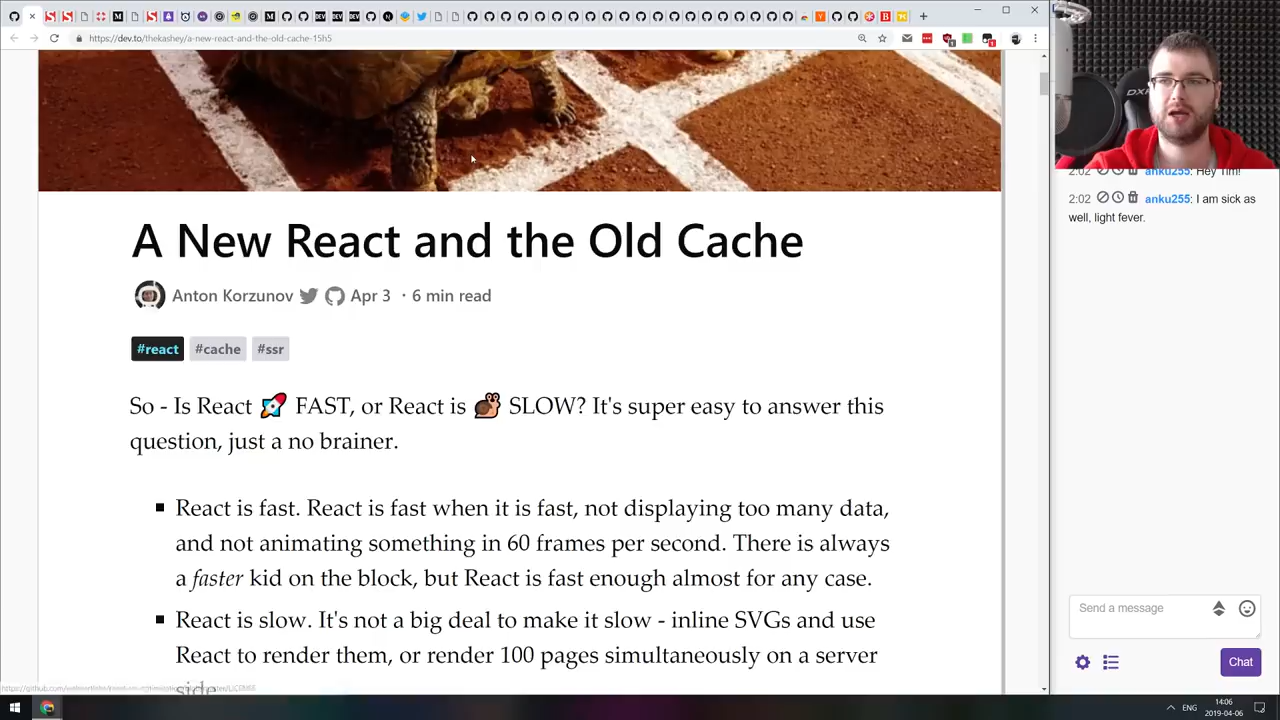 https://dev.to/thekashey/a-new-react-and-the-old-cache-15h5
A New React and the Old Cache
Anton Korzunov Apr 3 · 6 min read
#react #cache #ssr
So - Is React 🚀 FAST, or React is 🐌 SLOW? It's super easy to answer this
question, just a no brainer.
React is fast. React is fast when it is fast, not displaying too many data,
and not animating something in 60 frames per second. There is always
a faster kid on the block, but React is fast enough almost for any case.
React is slow. It's not a big deal to make it slow - inline SVGs and use
React to render them, or render 100 pages simultaneously on a server
side
2:02 anku255: Hey Tim!
2:02 anku255: I am sick as
well, light fever.
Send a message
Chat
ENG
14:06
2019-04-06